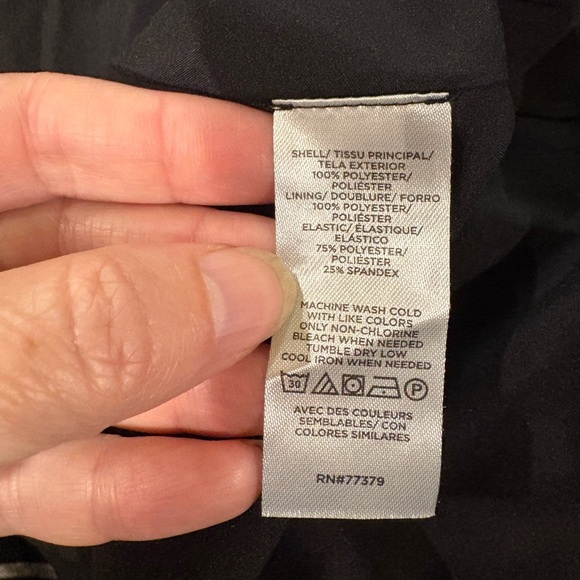 SHELL/ TISSU PRINCIPAL/
TELA EXTERIOR
100% POLYESTER/
POLIÉSTER
LINING/ DOUBLURE/ FORRO
100% POLYESTER/
POLIÉSTER
ELASTIC/ ÉLASTIQUE/
ELÁSTICO
75% POLYESTER/
POLIÉSTER
25% SPANDEX
MACHINE WASH COLD
WITH LIKE COLORS
ONLY NON-CHLORINE
BLEACH WHEN NEEDED
TUMBLE DRY LOW
COOL IRON WHEN NEEDED
30 P
AVEC DES COULEURS
SEMBLABLES/ CON
COLORES SIMILARES
RN#77379